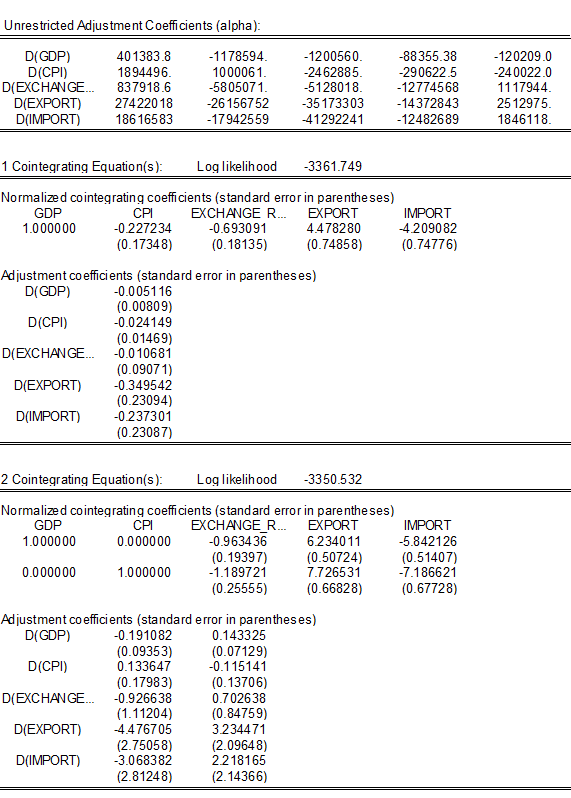 Unrestricted Adjustment Coefficients (alpha):
D(GDP) 401383.8 -1178594. -1200560. -88355.38 -120209.0
D(CPI) 1894496. 1000061. -2462885. -290622.5 -240022.0
D(EXCHANGE... 837918.6 -5805071. -5128018. -12774568 1117944.
D(EXPORT) 27422018 -26156752 -35173303 -14372843 2512975.
D(IMPORT) 18616583 -17942559 -41292241 -12482689 1846118.
1 Cointegrating Equation(s): Log likelihood -3361.749
Normalized cointegrating coefficients (standard error in parentheses)
GDP CPI EXCHANGE_R... EXPORT IMPORT
1.000000 -0.227234 -0.693091 4.478280 -4.209082
(0.17348) (0.18135) (0.74858) (0.74776)
Adjustment coefficients (standard error in parentheses)
D(GDP) -0.005116
(0.00809)
D(CPI) -0.024149
(0.01469)
D(EXCHANGE... -0.010681
(0.09071)
D(EXPORT) -0.349542
(0.23094)
D(IMPORT) -0.237301
(0.23087)
2 Cointegrating Equation(s): Log likelihood -3350.532
Normalized cointegrating coefficients (standard error in parentheses)
GDP CPI EXCHANGE_R... EXPORT IMPORT
1.000000 0.000000 -0.963436 6.234011 -5.842126
(0.19397) (0.50724) (0.51407)
0.000000 1.000000 -1.189721 7.726531 -7.186621
(0.25555) (0.66828) (0.67728)
Adjustment coefficients (standard error in parentheses)
D(GDP) -0.191082 0.143325
(0.09353) (0.07129)
D(CPI) 0.133647 -0.115141
(0.17983) (0.13706)
D(EXCHANGE... -0.926638 0.702638
(1.11204) (0.84759)
D(EXPORT) -4.476705 3.234471
(2.75058) (2.09648)
D(IMPORT) -3.068382 2.218165
(2.81248) (2.14366)